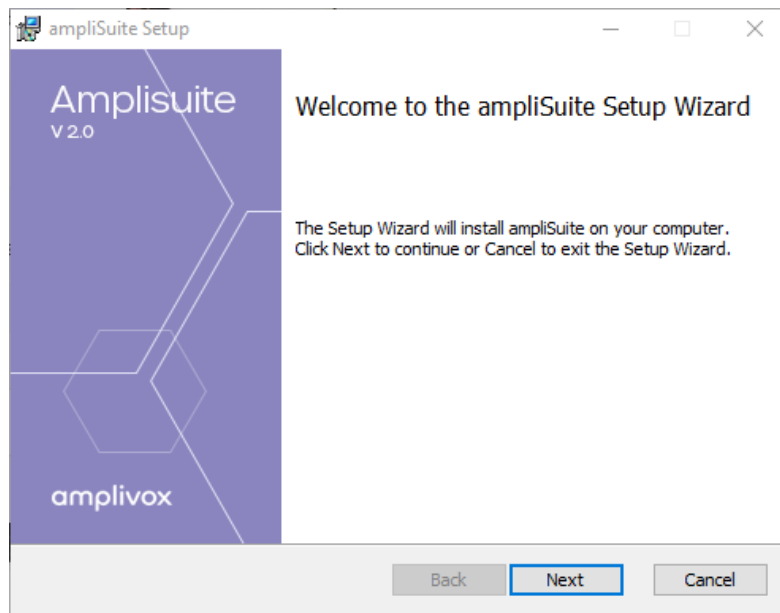 ampliSuite Setup
Amplisuite
V 2.0
Welcome to the ampliSuite Setup Wizard
The Setup Wizard will install ampliSuite on your computer.
Click Next to continue or Cancel to exit the Setup Wizard.
amplivox
Back
Next
Cancel